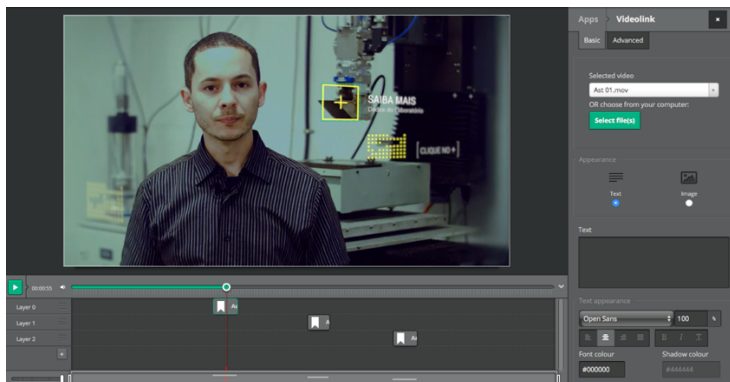 SAIBA MAIS
[CLIQUE NO +]
00:00:55
Layer 0
Layer 1
Layer 2
+
Apps > Videolink
×
Basic
Advanced
Selected video
Ast 01.mov
OR choose from your computer:
Select file(s)
Appearance
Text
Image
Text
Text appearance
Open Sans
100
%
B I T
Font colour
Shadow colour
#000000
#444444